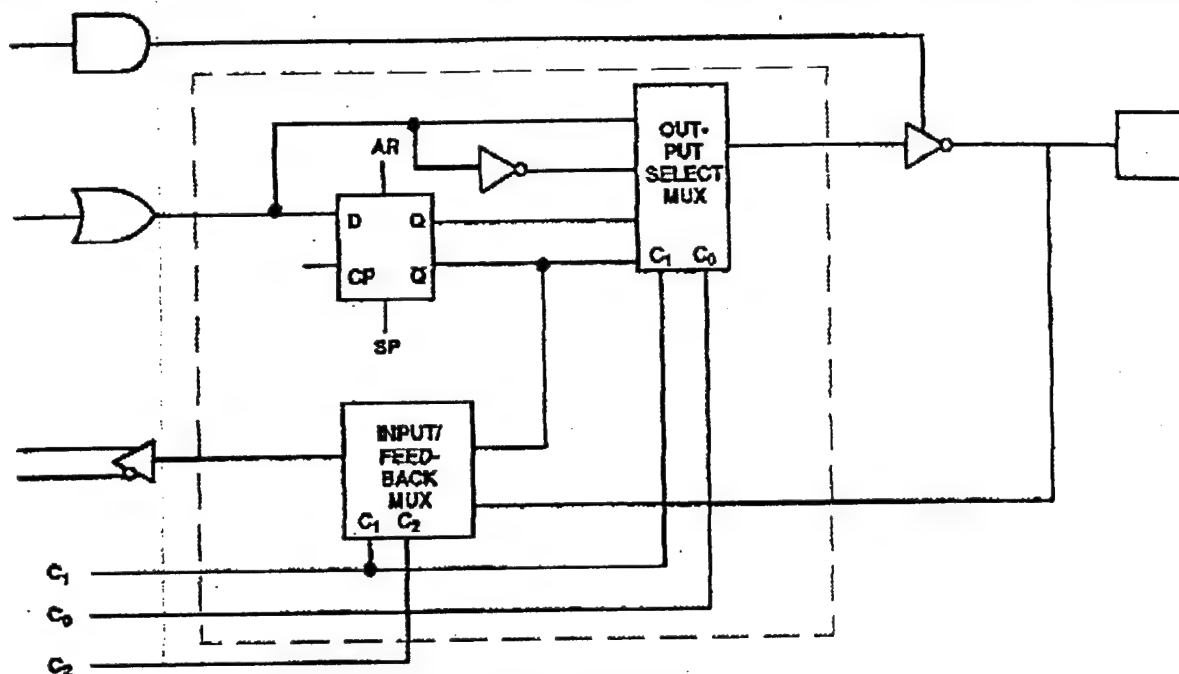 OUT-
PUT
SELECT
MUX
C₁ C₀
AR
D Q
CP Q̅
SP
INPUT/
FEED-
BACK
MUX
C₁ C₂
C₁
C₀
C₂